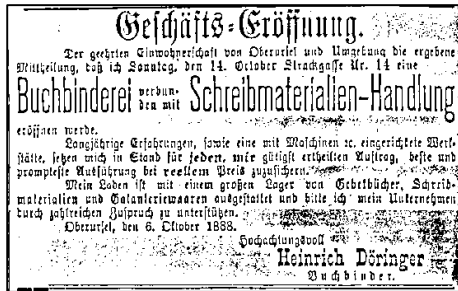 Geschäfts-Eröffnung.
Der geehrten Einwohnerschaft von Oberursel und Umgebung die ergebene
Mittheilung, daß ich Sonntag, den 14. October Strackgasse Nr. 14 eine
Buchbinderei verbunden mit Schreibmaterialien-Handlung
eröffnen werde.
Langjährige Erfahrungen, sowie eine mit Maschinen ꝛc. eingerichtete Werk-
stätte, setzen mich in Stand für jeden, mir gütigst ertheilten Auftrag, beste und
prompteste Ausführung bei reellem Preis zuzusichern.
Mein Laden ist mit einem großen Lager von Gebetbücher, Schreib-
materialien und Galanteriewaaren ausgestattet und bitte ich mein Unternehmen
durch zahlreichen Zuspruch zu unterstützen.
Oberursel, den 6. Oktober 1888.
Hochachtungsvoll
Heinrich Döringer
Buchbinder.